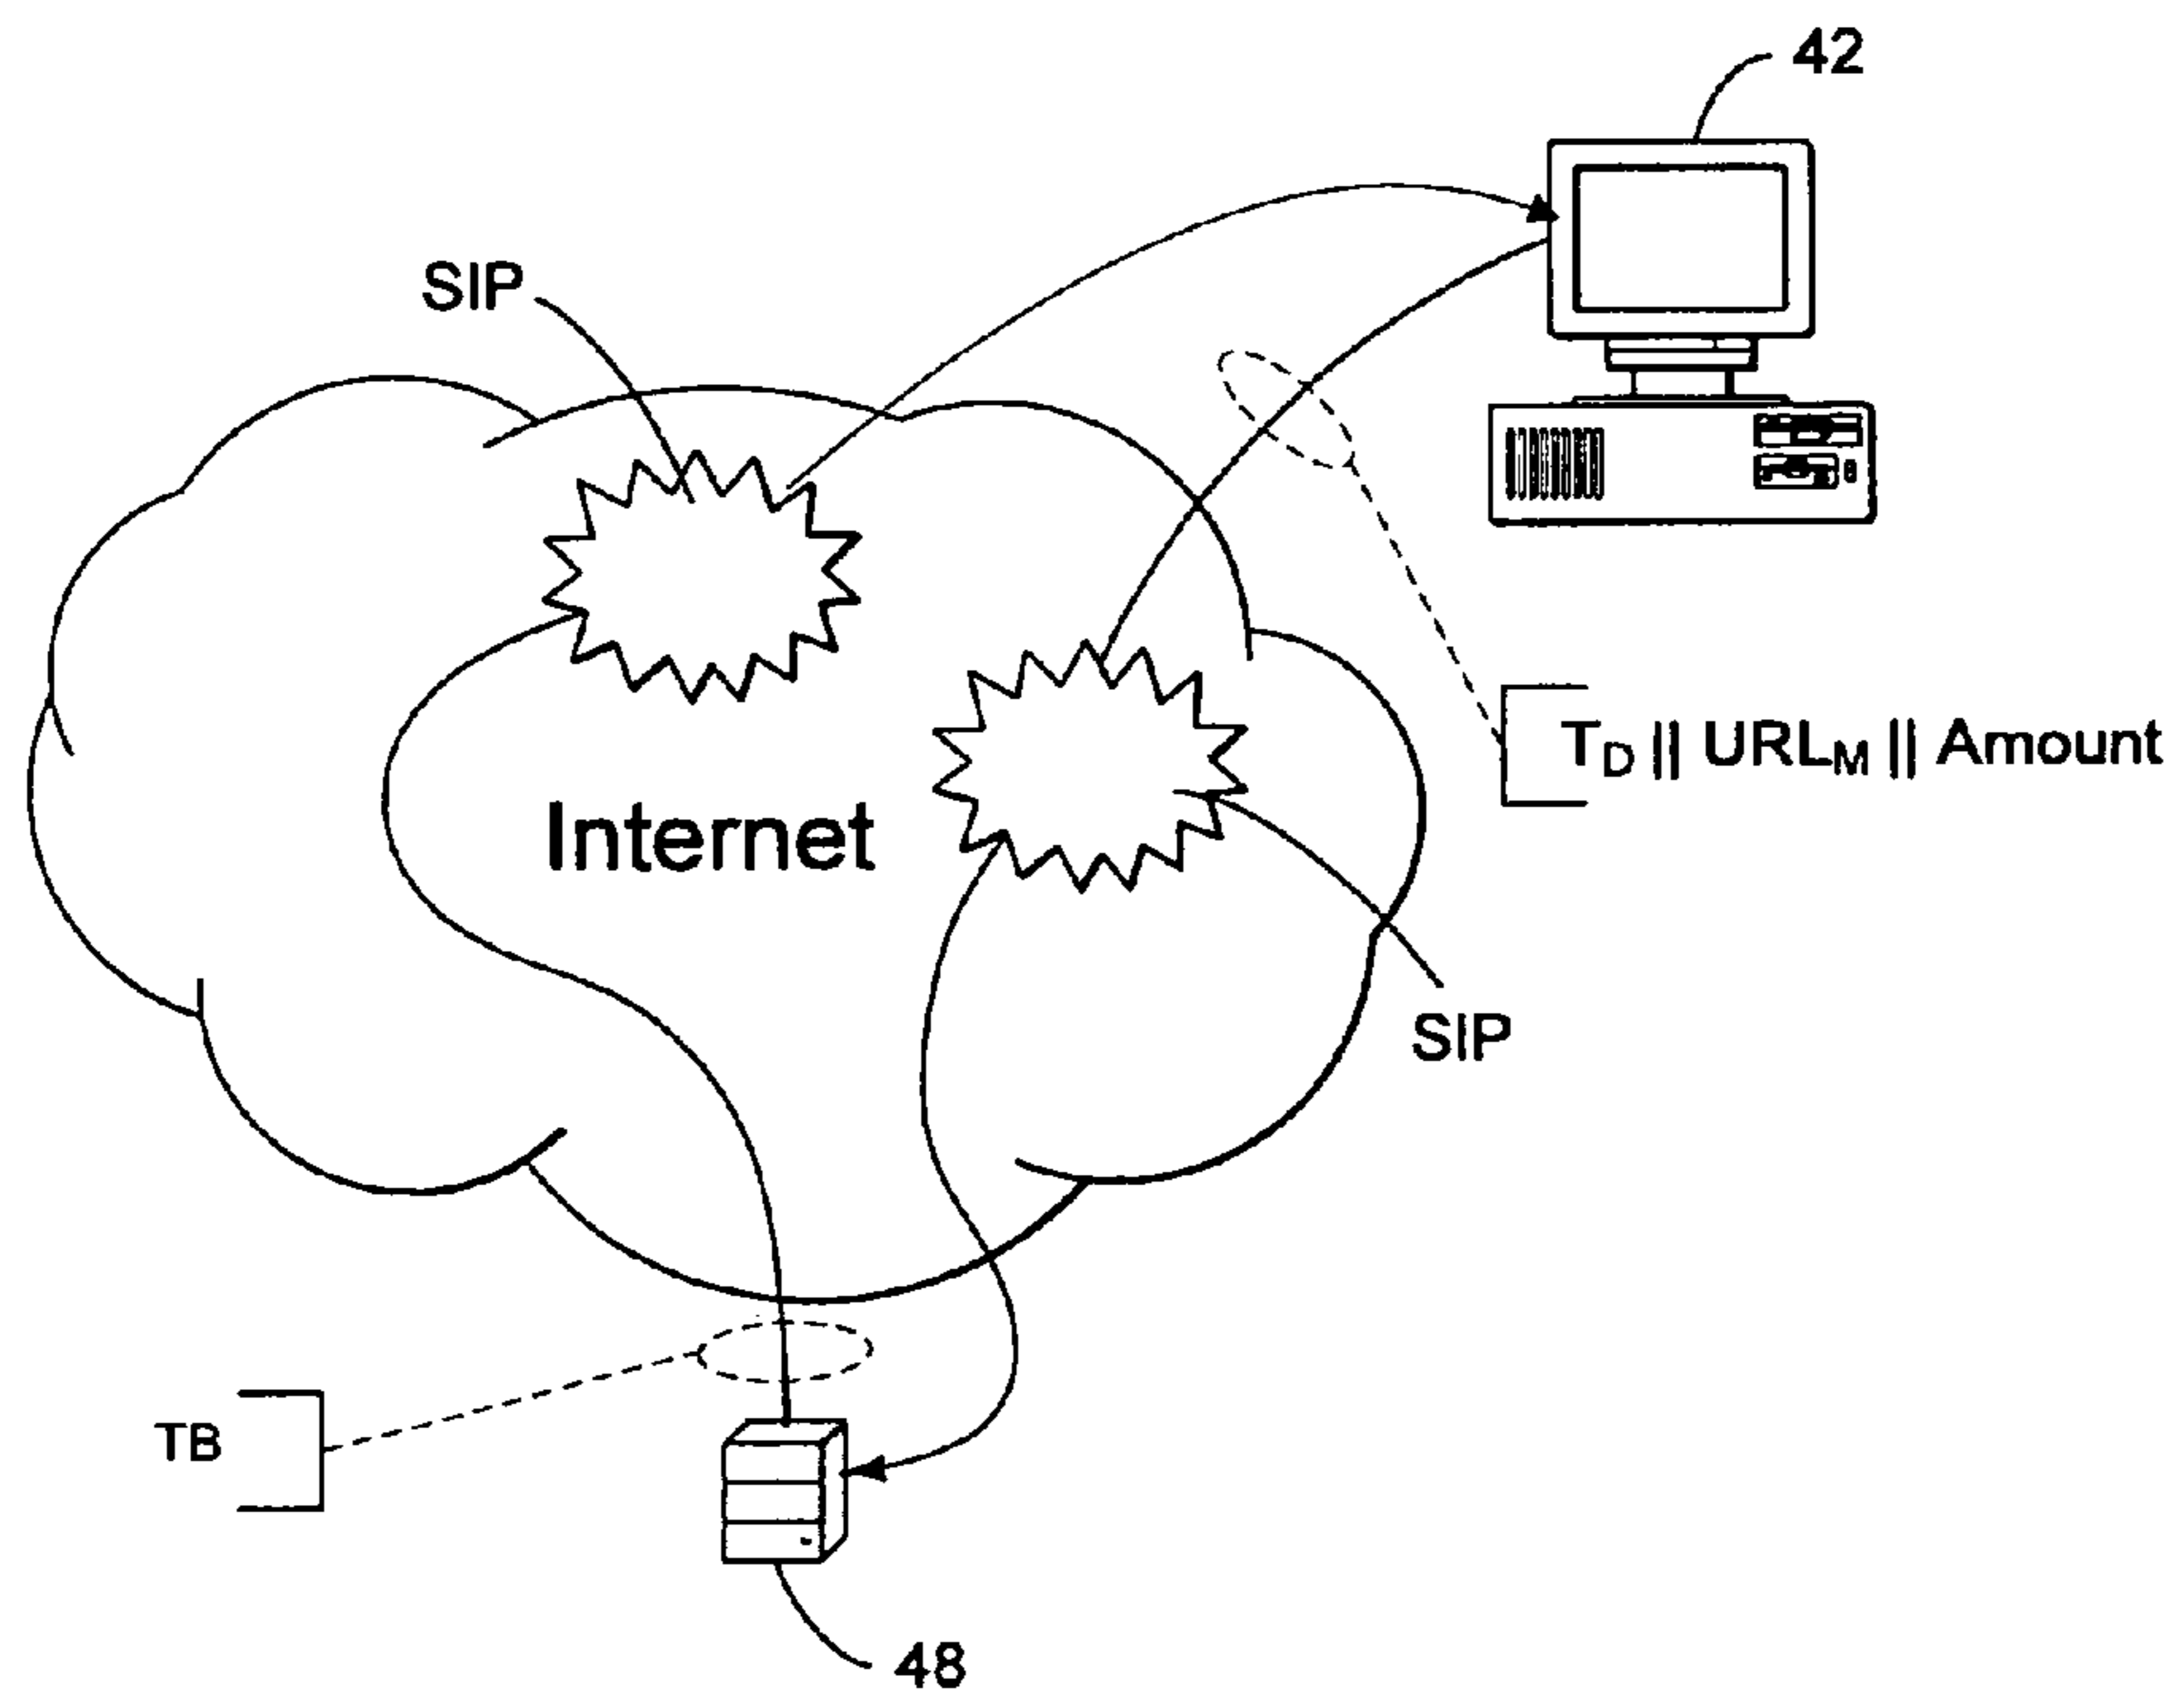 42
SIP
T_D || URL_M || Amount
Internet
SIP
TB
48